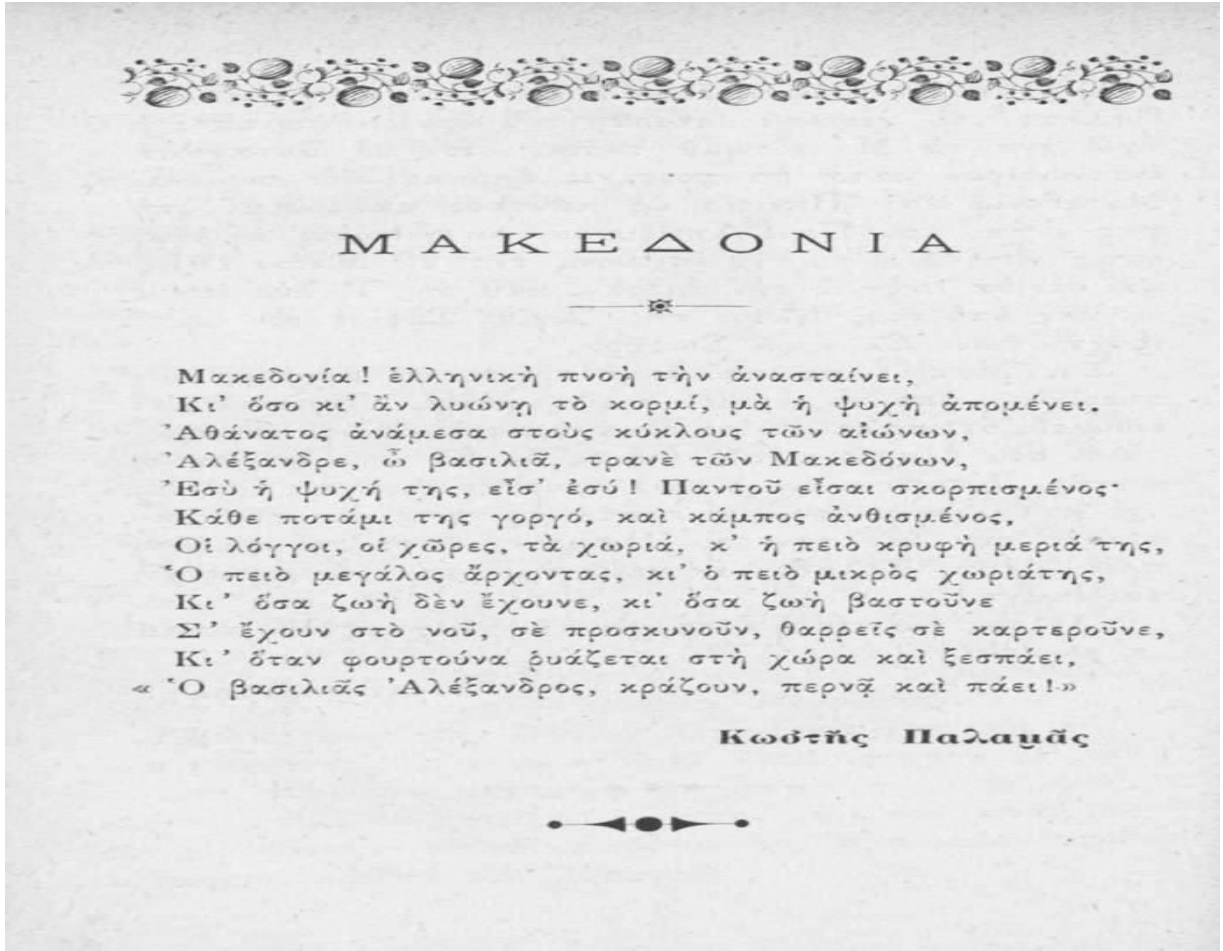 ΜΑΚΕΔΟΝΙΑ
Μακεδονία! ἑλληνικὴ πνοὴ τὴν ἀνασταίνει,
Κι' ὅσο κι' ἂν λυώνῃ τὸ κορμί, μὰ ἡ ψυχὴ ἀπομένει.
Ἀθάνατος ἀνάμεσα στοὺς κύκλους τῶν αἰώνων,
Ἀλέξανδρε, ὦ βασιλιᾶ, τρανὲ τῶν Μακεδόνων,
Ἐσὺ ἡ ψυχή της, εἶσ' ἐσύ! Παντοῦ εἶσαι σκορπισμένος·
Κάθε ποτάμι της γοργό, καὶ κάμπος ἀνθισμένος,
Οἱ λόγγοι, οἱ χῶρες, τὰ χωριά, κ' ἡ πειὸ κρυφὴ μεριά της,
Ὁ πειὸ μεγάλος ἄρχοντας, κι' ὁ πειὸ μικρὸς χωριάτης,
Κι' ὅσα ζωὴ δὲν ἔχουνε, κι' ὅσα ζωὴ βαστοῦνε
Σ' ἔχουν στὸ νοῦ, σὲ προσκυνοῦν, θαρρεῖς σὲ καρτεροῦνε,
Κι' ὅταν φουρτούνα ῥυάζεται στὴ χώρα καὶ ξεσπάει,
« Ὁ βασιλιᾶς Ἀλέξανδρος, κράζουν, περνᾷ καὶ πάει!»
Κωστῆς Παλαμᾶς